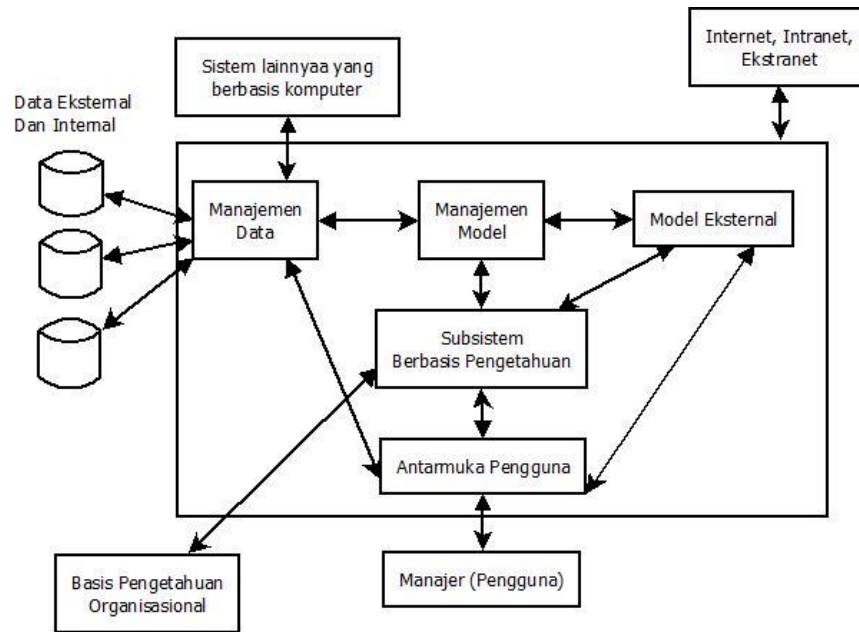 Sistem lainnyaa yang
berbasis komputer
Internet, Intranet,
Ekstranet
Data Eksternal
Dan Internal
Manajemen
Data
Manajemen
Model
Model Eksternal
Subsistem
Berbasis Pengetahuan
Antarmuka Pengguna
Basis Pengetahuan
Organisasional
Manajer (Pengguna)